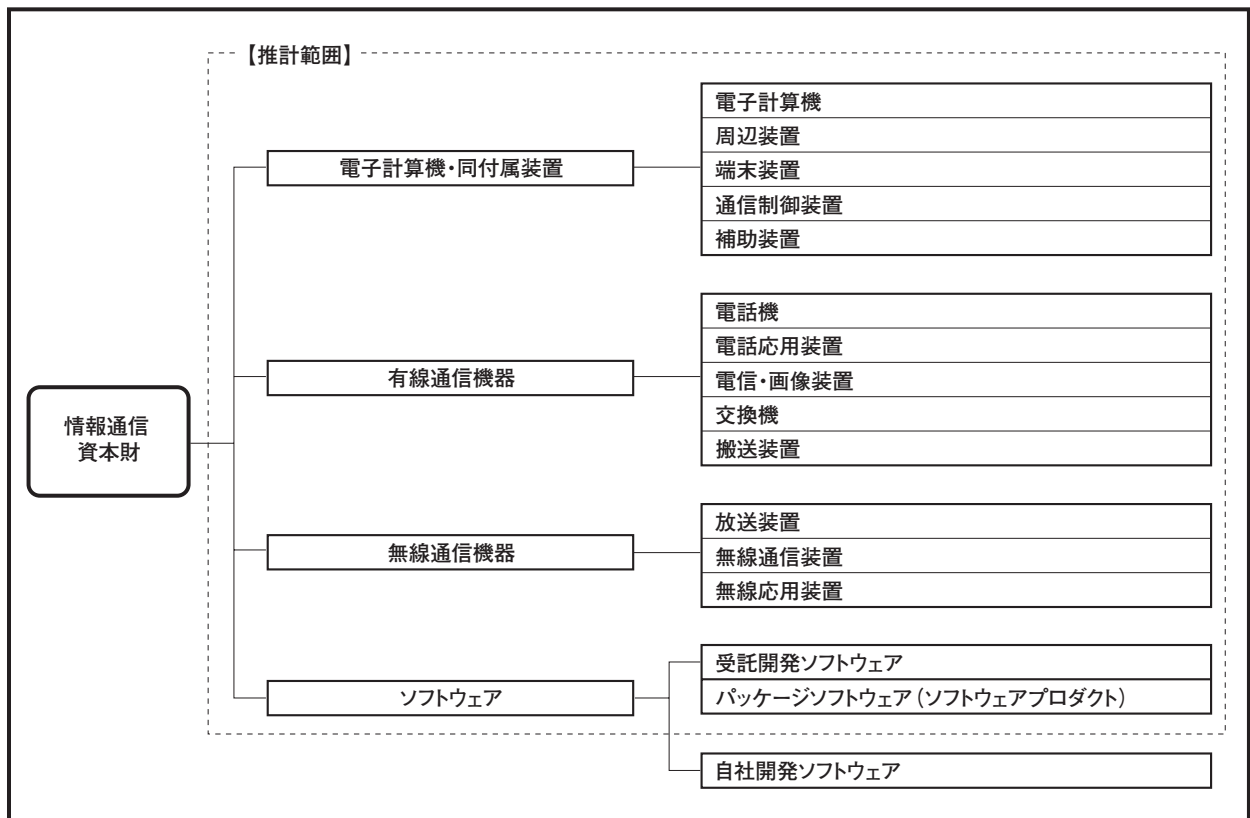 【推計範囲】
情報通信
資本財
電子計算機・同付属装置
電子計算機
周辺装置
端末装置
通信制御装置
補助装置
有線通信機器
電話機
電話応用装置
電信・画像装置
交換機
搬送装置
無線通信機器
放送装置
無線通信装置
無線応用装置
ソフトウェア
受託開発ソフトウェア
パッケージソフトウェア(ソフトウェアプロダクト)
自社開発ソフトウェア